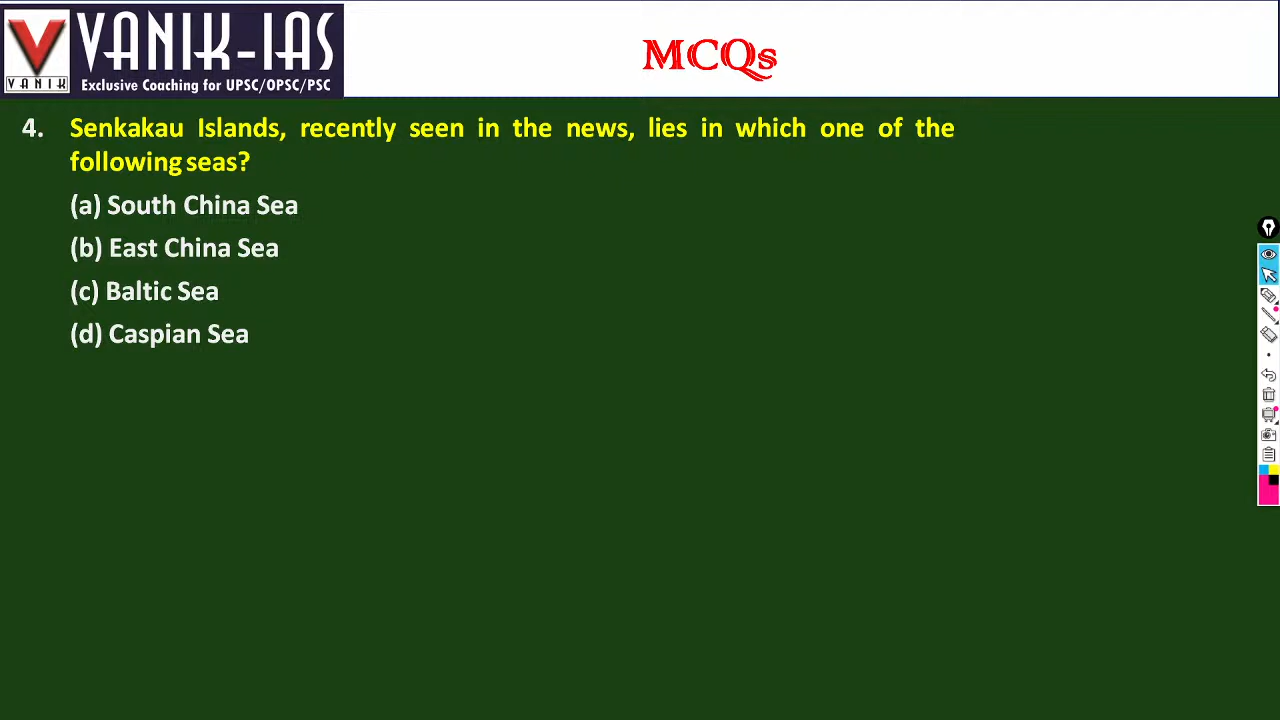 VANIK-IAS
VANIK
Exclusive Coaching for UPSC/OPSC/PSC
MCQs
4. Senkakau Islands, recently seen in the news, lies in which one of the
following seas?
(a) South China Sea
(b) East China Sea
(c) Baltic Sea
(d) Caspian Sea